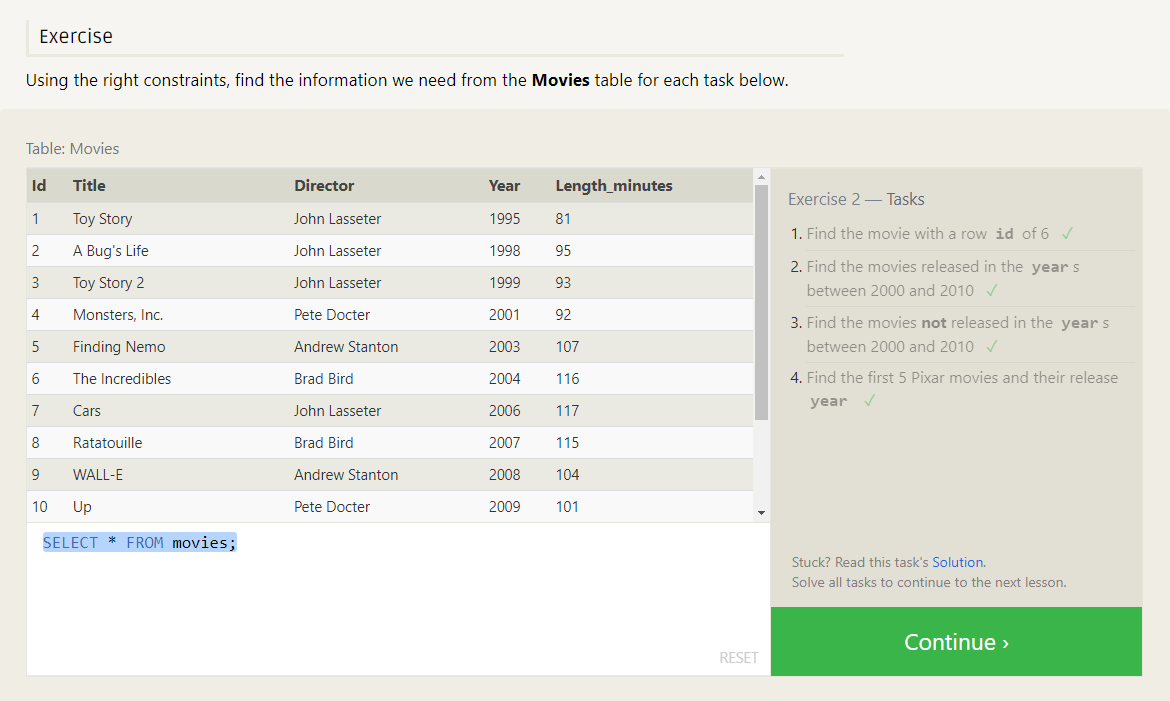 Exercise
Using the right constraints, find the information we need from the Movies table for each task below.
Table: Movies
Id Title Director Year Length_minutes
1 Toy Story John Lasseter 1995 81
2 A Bug's Life John Lasseter 1998 95
3 Toy Story 2 John Lasseter 1999 93
4 Monsters, Inc. Pete Docter 2001 92
5 Finding Nemo Andrew Stanton 2003 107
6 The Incredibles Brad Bird 2004 116
7 Cars John Lasseter 2006 117
8 Ratatouille Brad Bird 2007 115
9 WALL-E Andrew Stanton 2008 104
10 Up Pete Docter 2009 101
SELECT * FROM movies;
RESET
Exercise 2 — Tasks
1. Find the movie with a row id of 6 ✓
2. Find the movies released in the year s
between 2000 and 2010 ✓
3. Find the movies not released in the year s
between 2000 and 2010 ✓
4. Find the first 5 Pixar movies and their release
year ✓
Stuck? Read this task's Solution.
Solve all tasks to continue to the next lesson.
Continue ›